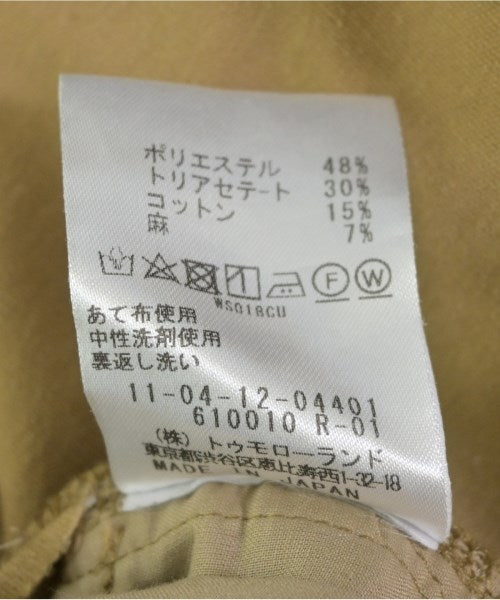 ポリエステル 48%
トリアセテート 30%
コットン 15%
麻 7%
F W
WS018CU
あて布使用
中性洗剤使用
裏返し洗い
11-04-12-04401
610010 R-01
(株) トゥモローランド
東京都渋谷区恵比寿西1-32-18
MADE IN JAPAN